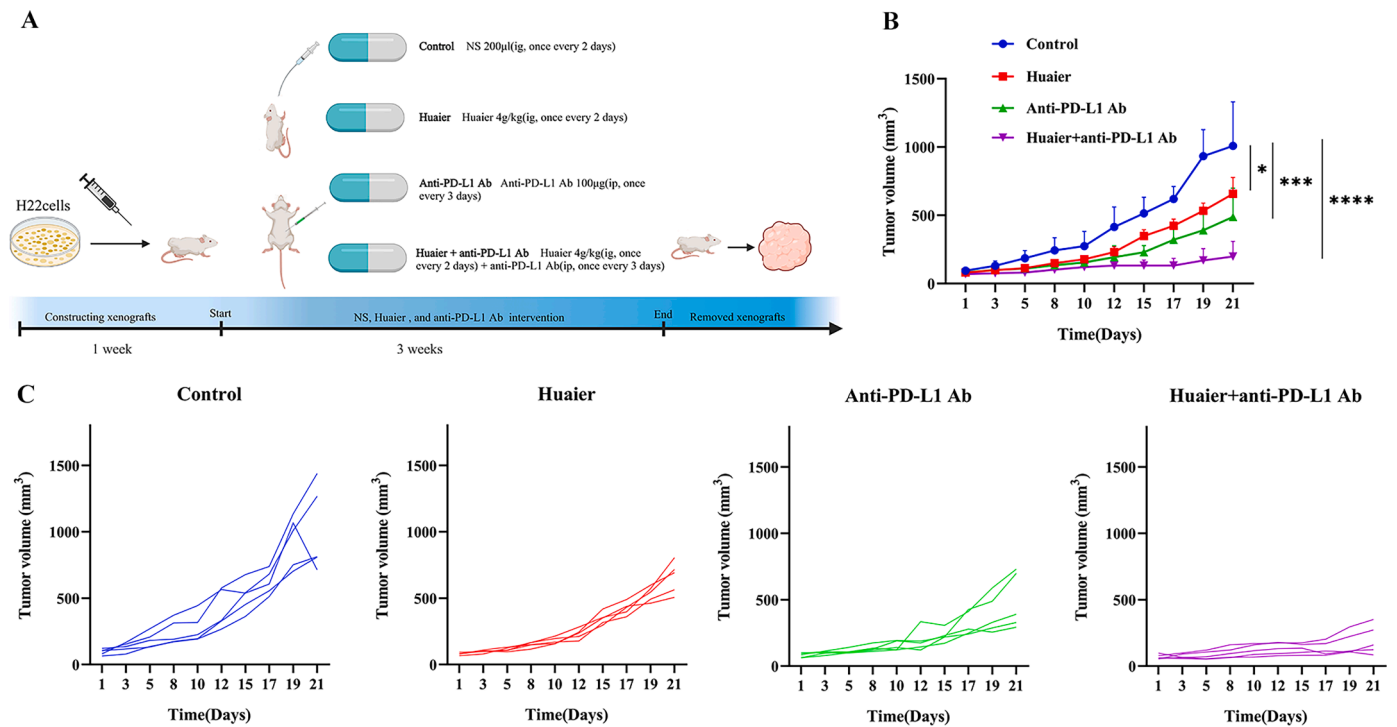 A
Control NS 200μl(ig, once every 2 days)
Huaier Huaier 4g/kg(ig, once every 2 days)
Anti-PD-L1 Ab Anti-PD-L1 Ab 100μg(ip, once
every 3 days)
Huaier + anti-PD-L1 Ab Huaier 4g/kg(ig, once
every 2 days) + anti-PD-L1 Ab(ip, once every 3 days)
H22cells
Constructing xenografts
Start
NS, Huaier , and anti-PD-L1 Ab intervention
End
Removed xenografts
1 week
3 weeks
B
Control
Huaier
Anti-PD-L1 Ab
Huaier+anti-PD-L1 Ab
Tumor volume (mm³)
1500
1000
500
0
1 3 5 8 10 12 15 17 19 21
Time(Days)
*
***
****
C
Control
Tumor volume (mm³)
1500
1000
500
0
1 3 5 8 10 12 15 17 19 21
Time(Days)
Huaier
Tumor volume (mm³)
1500
1000
500
0
1 3 5 8 10 12 15 17 19 21
Time(Days)
Anti-PD-L1 Ab
Tumor volume (mm³)
1500
1000
500
0
1 3 5 8 10 12 15 17 19 21
Time(Days)
Huaier+anti-PD-L1 Ab
Tumor volume (mm³)
1500
1000
500
0
1 3 5 8 10 12 15 17 19 21
Time(Days)